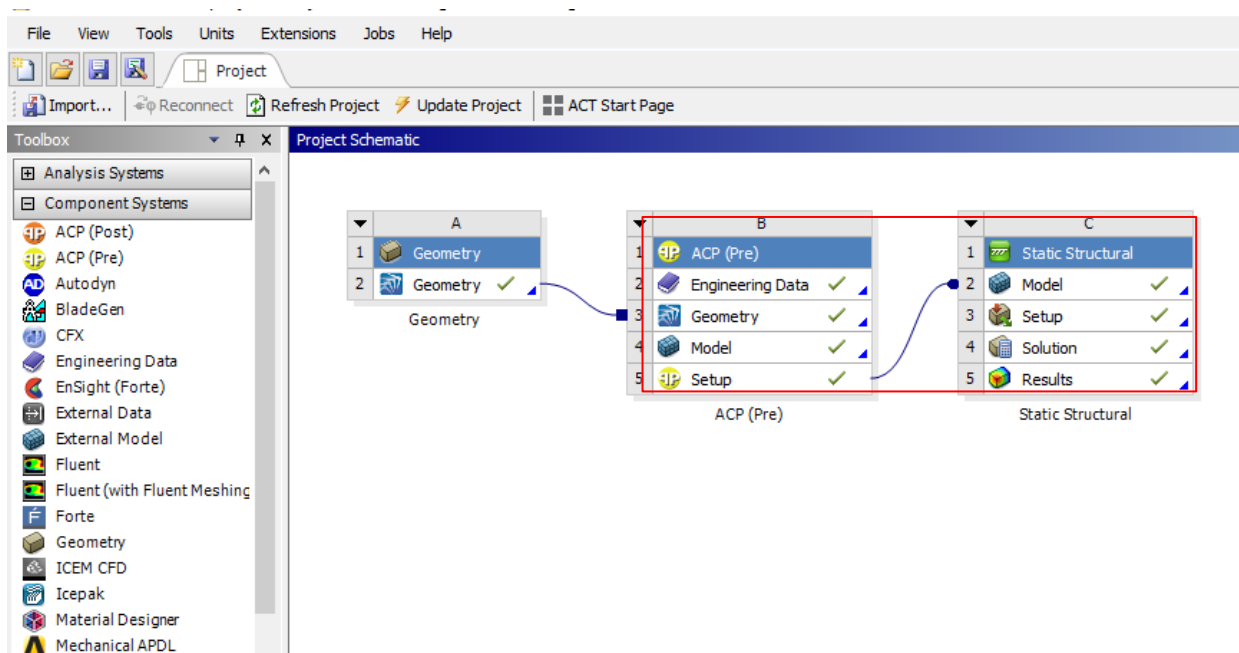 File View Tools Units Extensions Jobs Help
Project
Import... Reconnect Refresh Project Update Project ACT Start Page
Toolbox
Project Schematic
Analysis Systems
Component Systems
ACP (Post)
ACP (Pre)
Autodyn
BladeGen
CFX
Engineering Data
EnSight (Forte)
External Data
External Model
Fluent
Fluent (with Fluent Meshing
Forte
Geometry
ICEM CFD
Icepak
Material Designer
Mechanical APDL
A
1 Geometry
2 Geometry
Geometry
B
1 ACP (Pre)
2 Engineering Data
3 Geometry
4 Model
5 Setup
ACP (Pre)
C
1 Static Structural
2 Model
3 Setup
4 Solution
5 Results
Static Structural